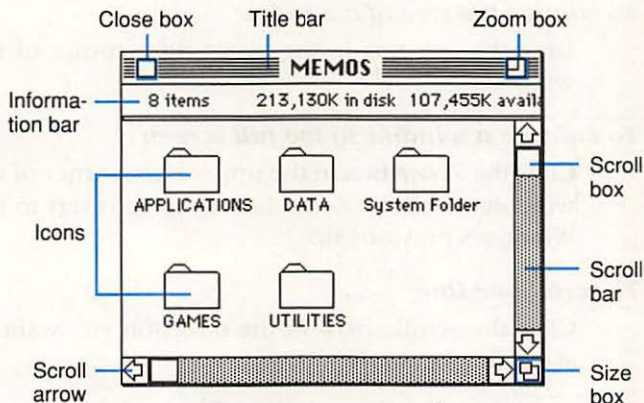 Close box
Title bar
Zoom box
MEMOS
Informa-
tion bar
8 items
213,130K in disk
107,455K availa
APPLICATIONS
DATA
System Folder
Scroll
box
Icons
Scroll
bar
GAMES
UTILITIES
Scroll
arrow
Size
box